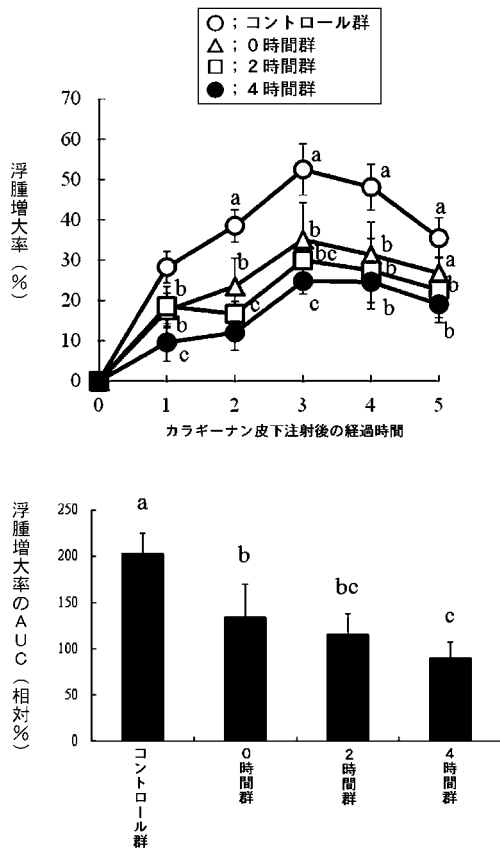 ○；コントロール群
△；０時間群
□；２時間群
●；４時間群
浮腫増大率（％）
70
60
50
40
30
20
10
0
a
a
a
a
b
b
b
a
b
bc
b
b
b
c
c
c
b
b
0 1 2 3 4 5
カラギーナン皮下注射後の経過時間
浮腫増大率のＡＵＣ（相対％）
250
200
150
100
50
0
a
b
bc
c
コントロール群
０時間群
２時間群
４時間群